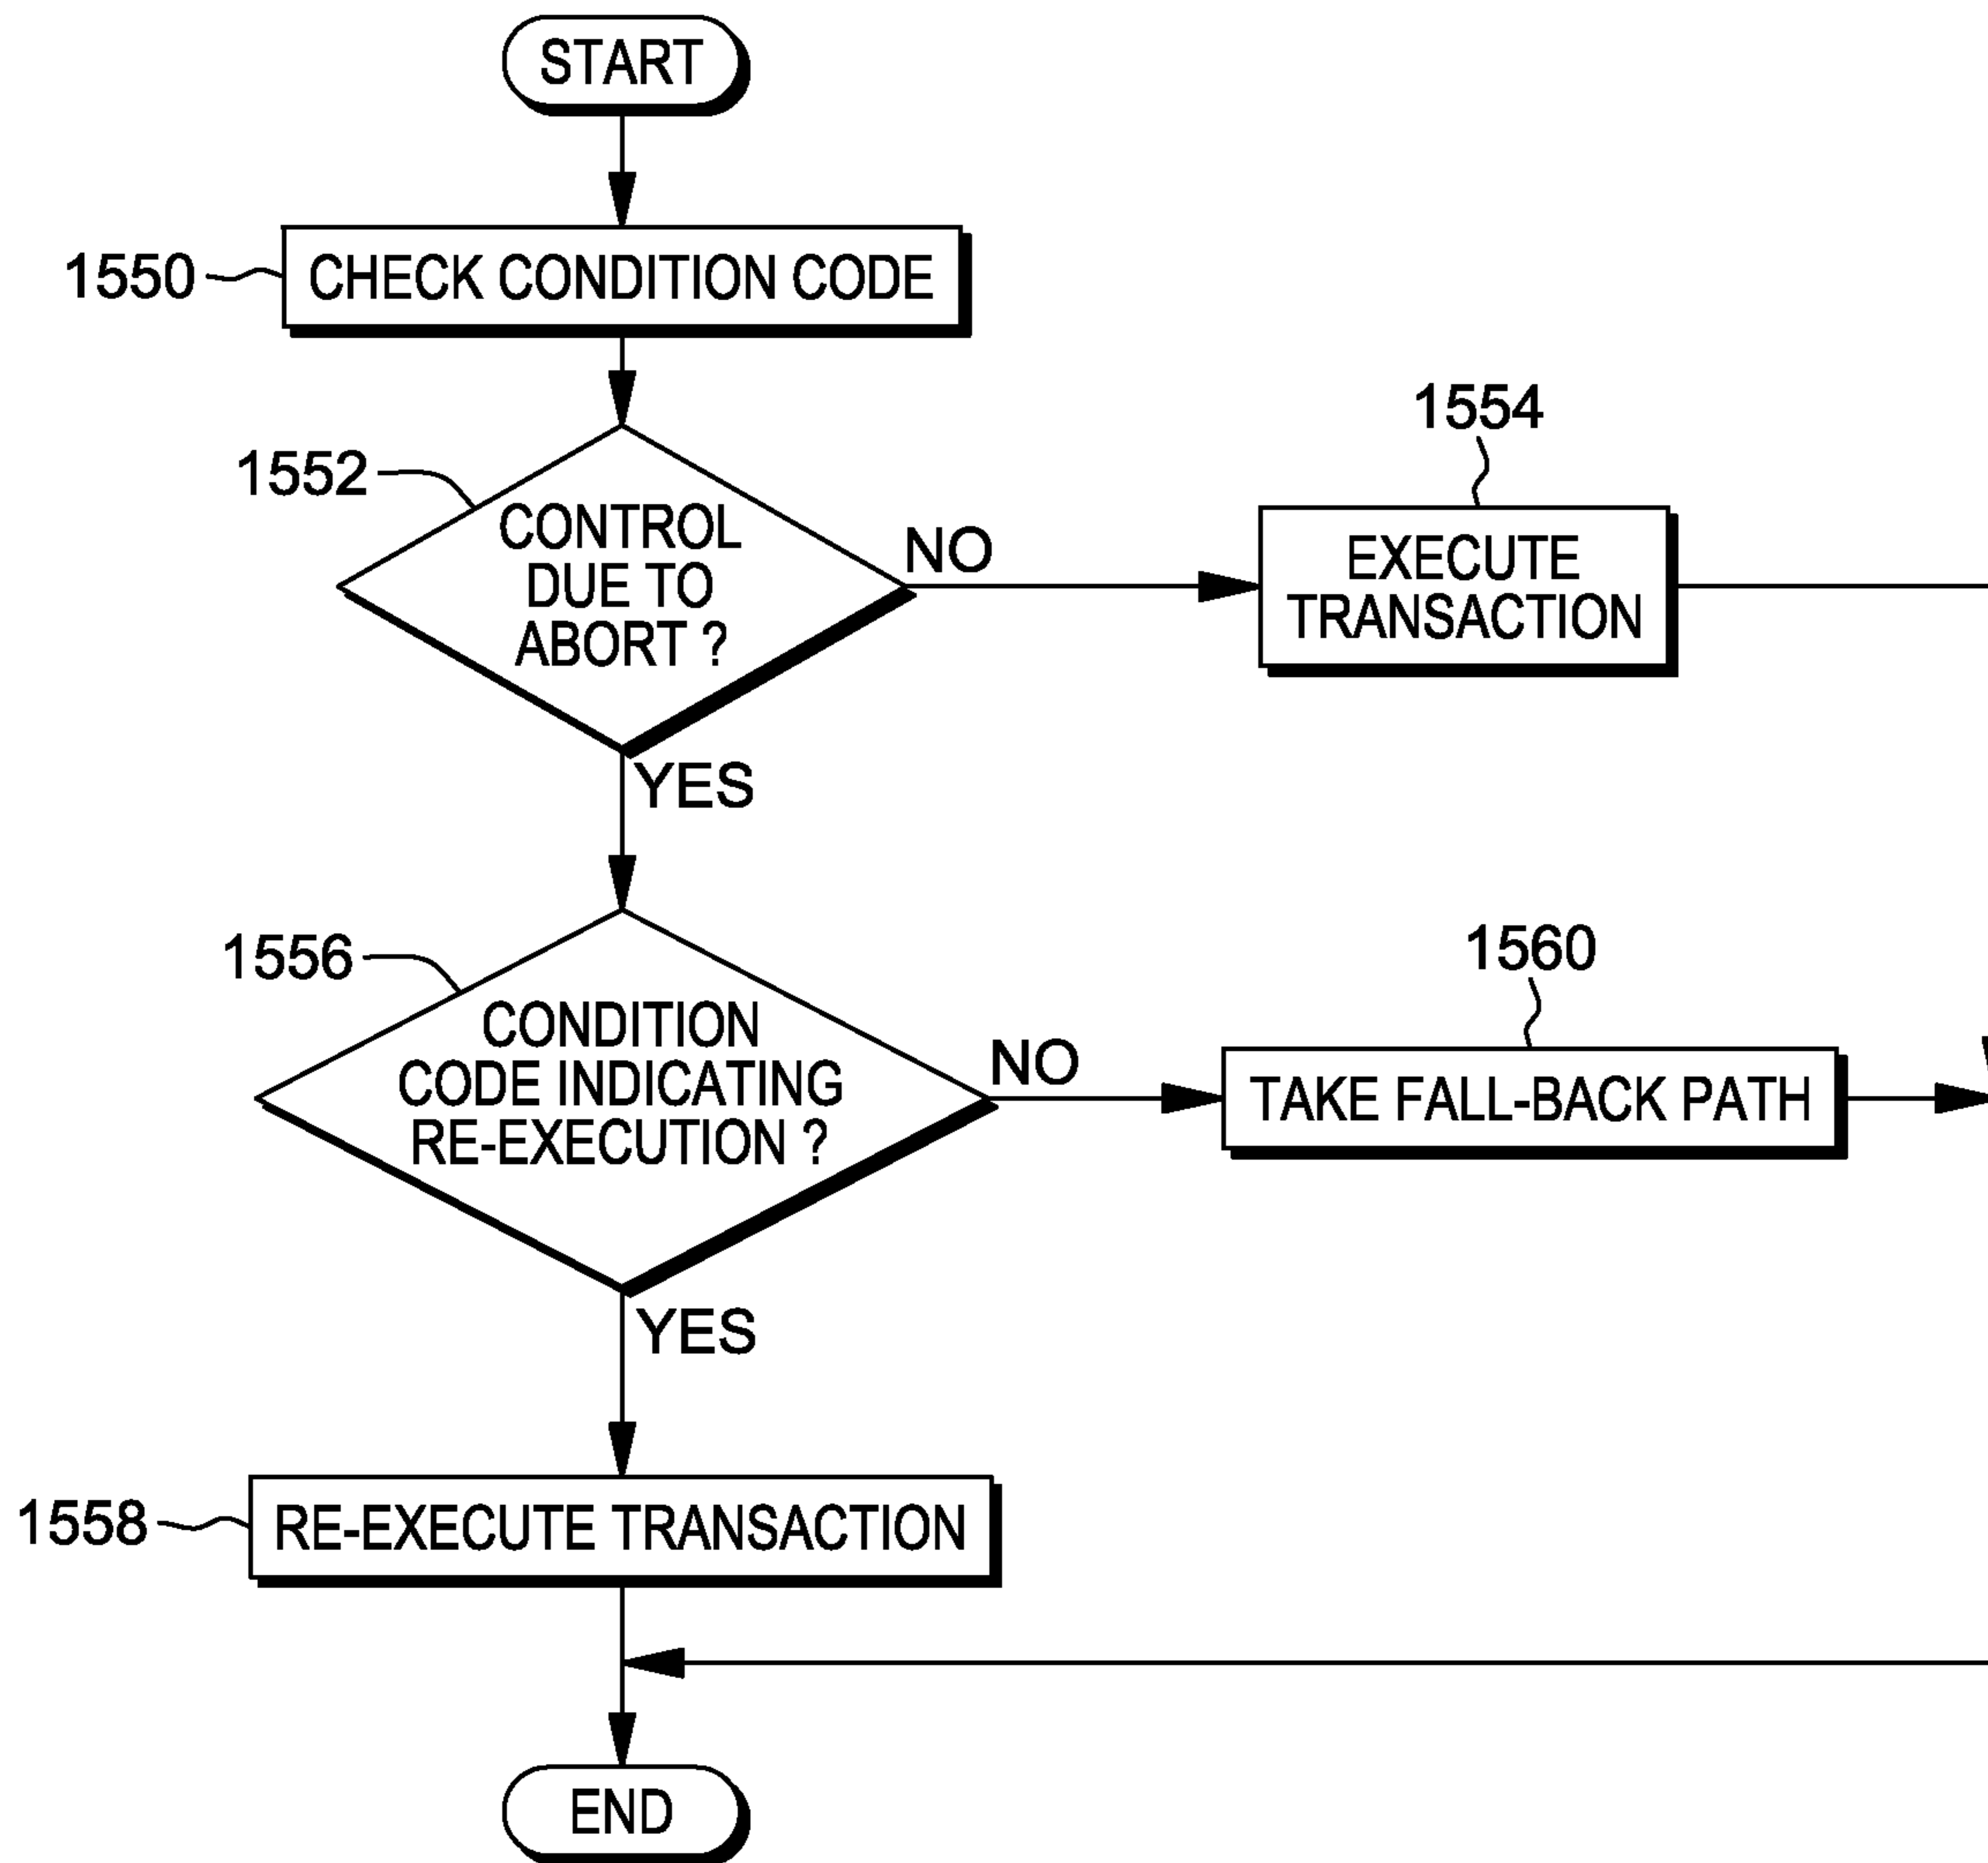 START
1550
CHECK CONDITION CODE
1552
CONTROL
DUE TO
ABORT ?
NO
1554
EXECUTE
TRANSACTION
YES
1556
CONDITION
CODE INDICATING
RE-EXECUTION ?
NO
1560
TAKE FALL-BACK PATH
YES
1558
RE-EXECUTE TRANSACTION
END